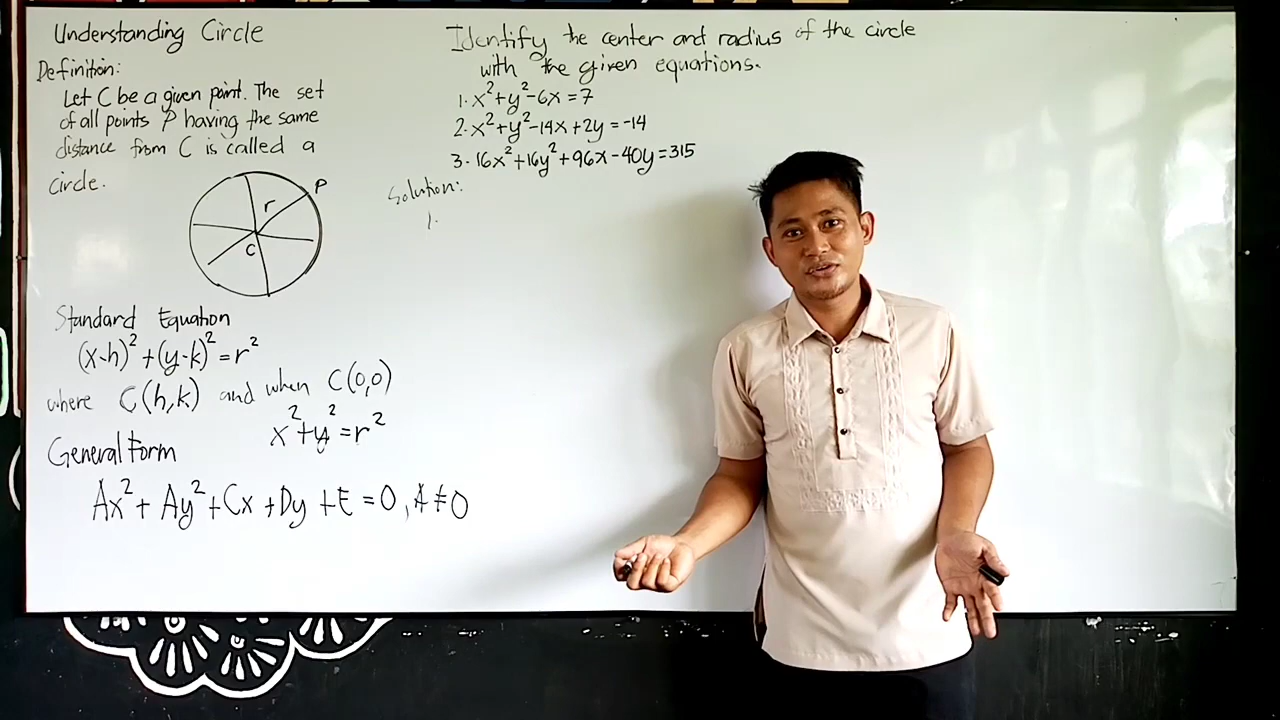 Understanding Circle
Definition:
Let C be a given point. The set
of all points P having the same
distance from C is called a
circle.
P
r
C
Standard Equation
(x-h)² + (y-k)² = r²
where C(h,k) and when C(0,0)
x² + y² = r²
General Form
Ax² + Ay² + Cx + Dy + E = 0, A ≠ 0
Identify the center and radius of the circle
with the given equations.
1. x² + y² - 6x = 7
2. x² + y² - 14x + 2y = -14
3. 16x² + 16y² + 96x - 40y = 315
Solution:
1.